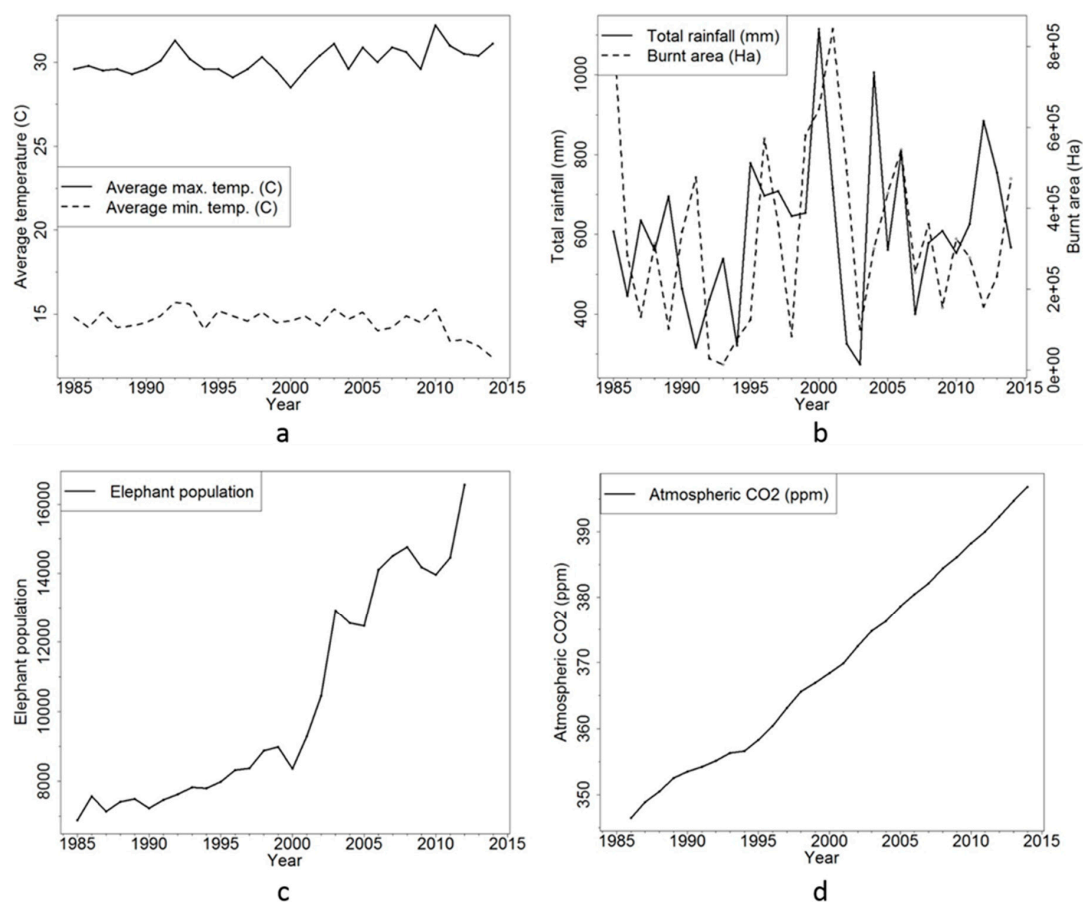 Average temperature (C)
30
25
20
15
Average max. temp. (C)
Average min. temp. (C)
1985 1990 1995 2000 2005 2010 2015
Year
a
Total rainfall (mm)
1000
800
600
400
Total rainfall (mm)
Burnt area (Ha)
8e+05
6e+05
4e+05
2e+05
0e+00
Burnt area (Ha)
1985 1990 1995 2000 2005 2010 2015
Year
b
Elephant population
16000
14000
12000
10000
8000
Elephant population
1985 1990 1995 2000 2005 2010 2015
Year
c
Atmospheric CO2 (ppm)
390
380
370
360
350
Atmospheric CO2 (ppm)
1985 1990 1995 2000 2005 2010 2015
Year
d